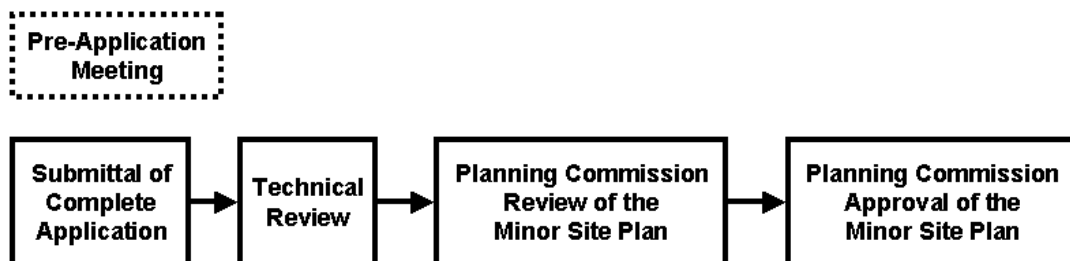 Pre-Application
Meeting
Submittal of
Complete
Application
Technical
Review
Planning Commission
Review of the
Minor Site Plan
Planning Commission
Approval of the
Minor Site Plan